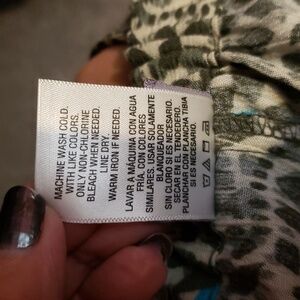 MACHINE WASH COLD.
WITH LIKE COLORS.
ONLY NON-CHLORINE
BLEACH WHEN NEEDED.
LINE DRY.
WARM IRON IF NEEDED.
LAVAR A MÁQUINA CON AGUA
FRÍA, CON COLORES
SIMILARES. USAR SOLAMENTE
BLANQUEADOR
SIN CLORO SI ES NECESARIO.
SECAR EN EL TENDEDERO.
PLANCHAR CON PLANCHA TIBIA
SI ES NECESARIO.